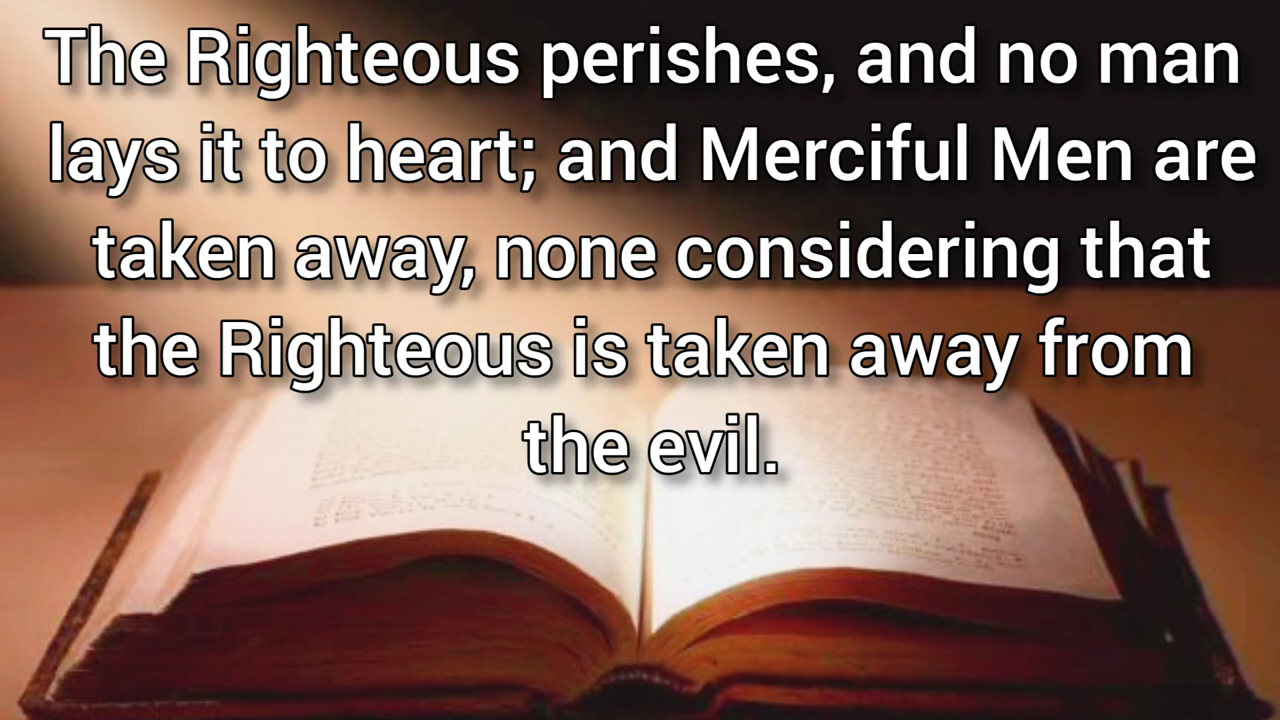 The Righteous perishes, and no man
lays it to heart; and Merciful Men are
taken away, none considering that
the Righteous is taken away from
the evil.